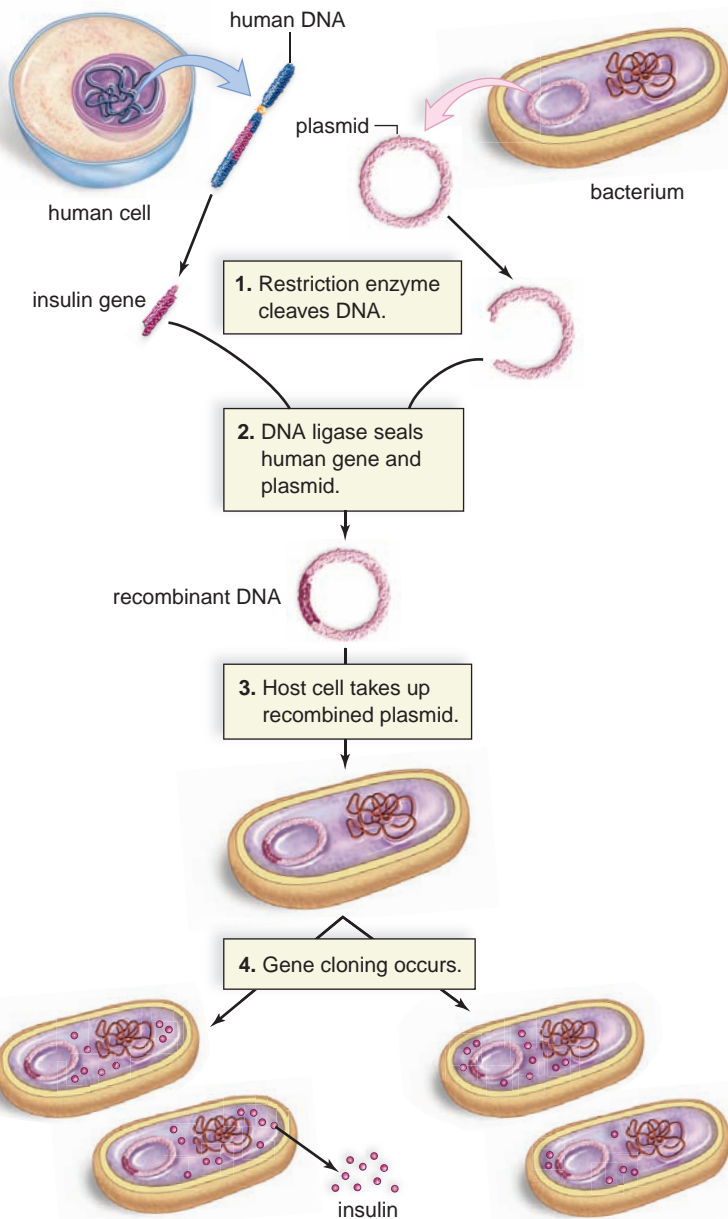 human DNA
plasmid
human cell
bacterium
insulin gene
1. Restriction enzyme
cleaves DNA.
2. DNA ligase seals
human gene and
plasmid.
recombinant DNA
3. Host cell takes up
recombined plasmid.
4. Gene cloning occurs.
insulin